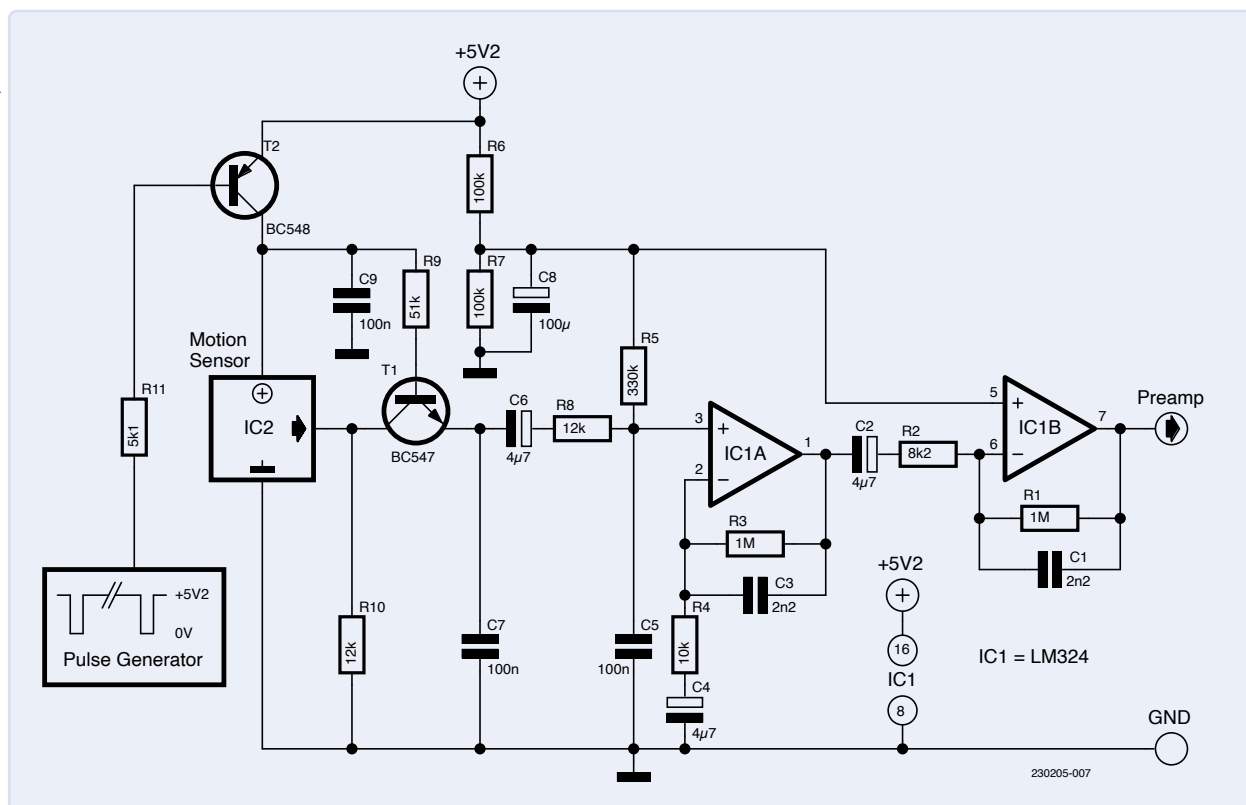 +5V2
T2
BC548
R6
100k
R7
100k
C8
100µ
C9
100n
R9
51k
R5
330k
Motion
Sensor
IC2
T1
BC547
R11
5k1
C6
4µ7
R8
12k
3
2
1
IC1A
C2
4µ7
R2
8k2
5
6
7
IC1B
Preamp
R3
1M
C3
2n2
R1
1M
C1
2n2
+5V2
0V
Pulse Generator
R10
12k
C7
100n
C5
100n
R4
10k
C4
4µ7
+5V2
16
IC1
8
IC1 = LM324
GND
230205-007